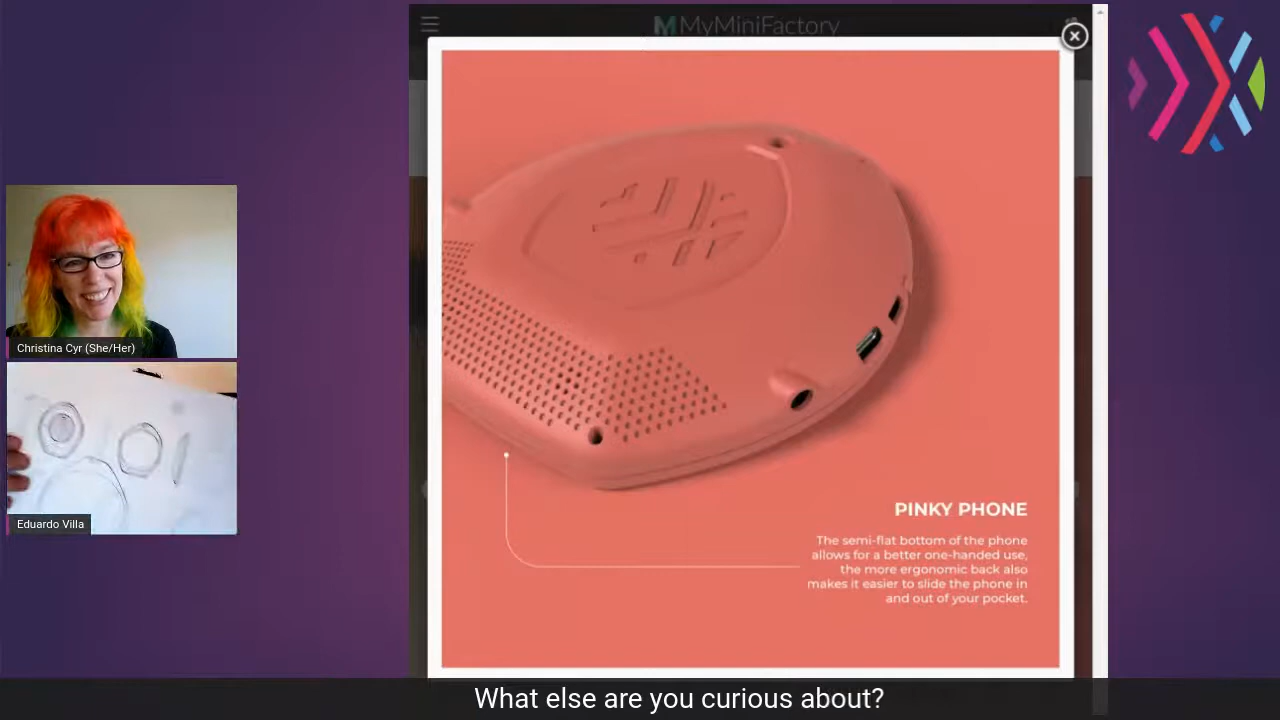 MyMiniFactory
Christina Cyr (She/Her)
Eduardo Villa
PINKY PHONE
The semi-flat bottom of the phone
allows for a better one-handed use,
the more ergonomic back also
makes it easier to slide the phone in
and out of your pocket.
What else are you curious about?